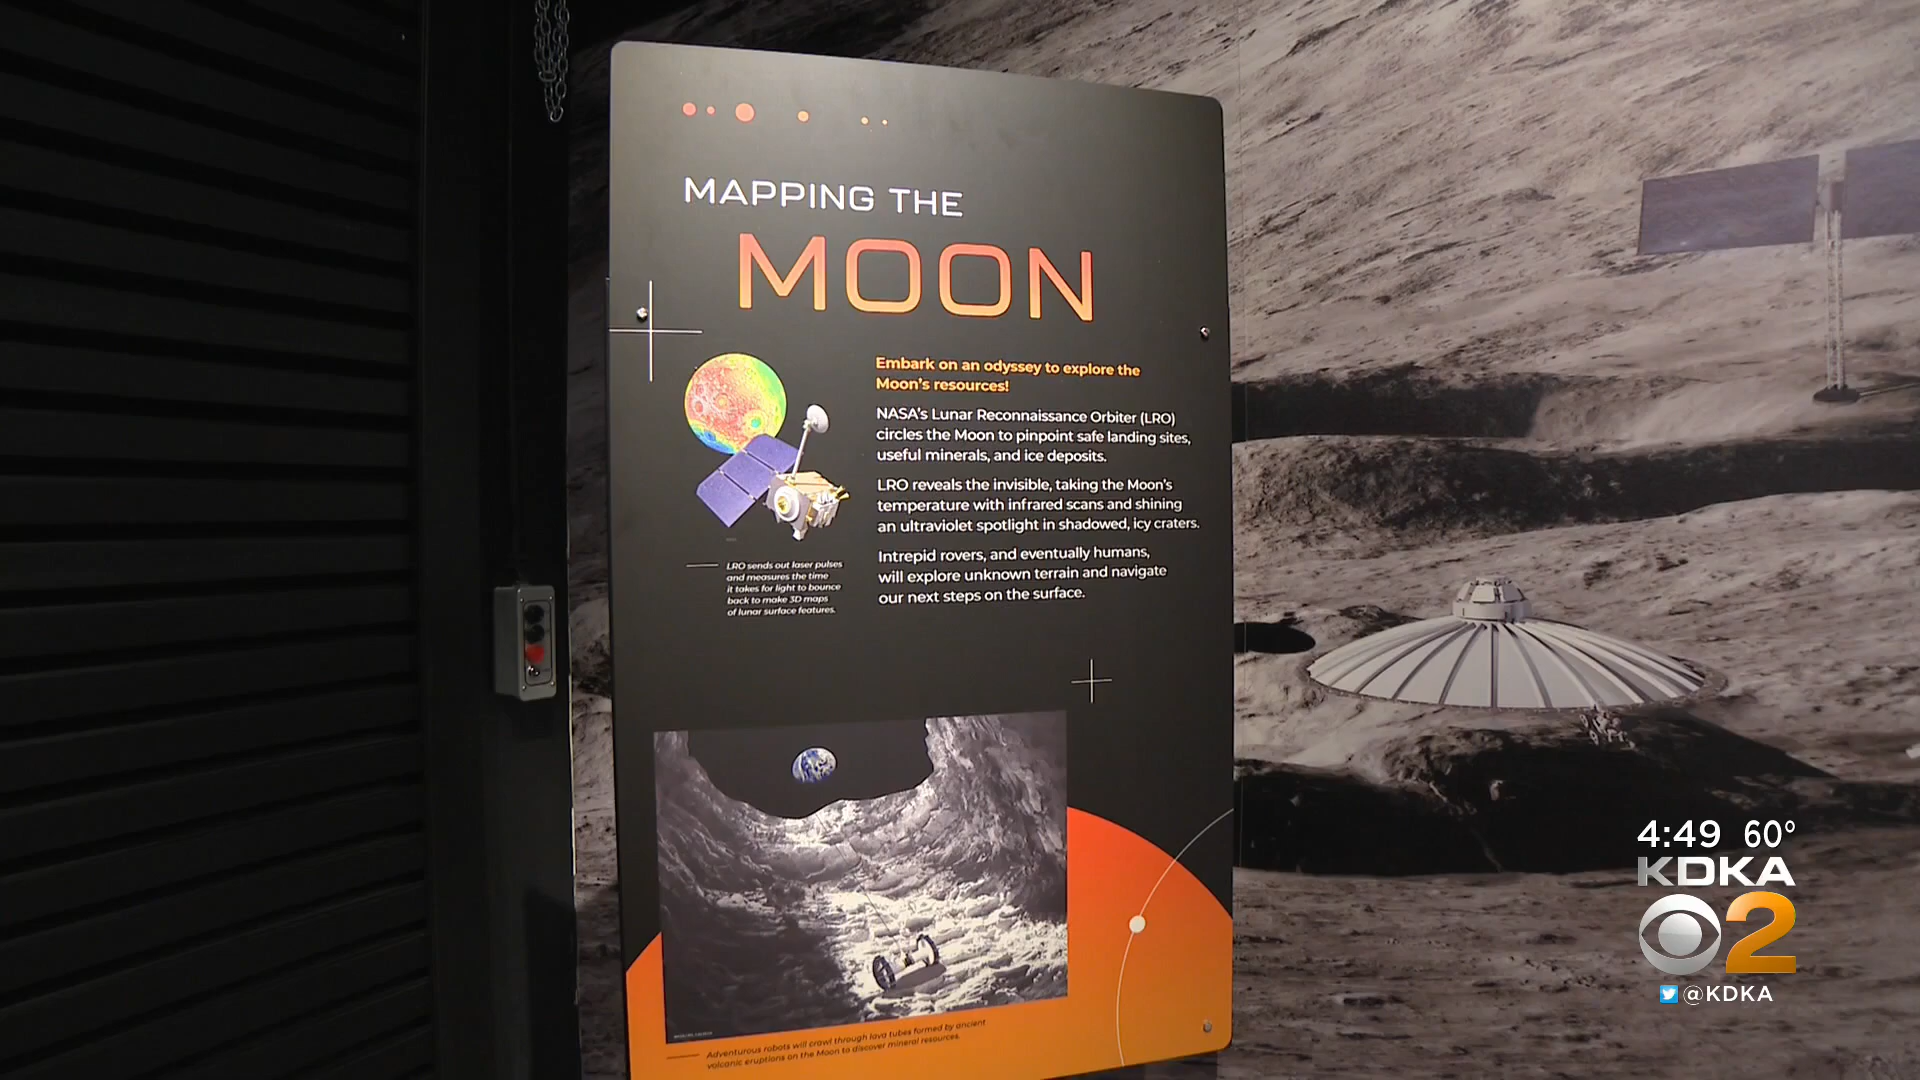 MAPPING THE
MOON
Embark on an odyssey to explore the
Moon's resources!
NASA's Lunar Reconnaissance Orbiter (LRO)
circles the Moon to pinpoint safe landing sites,
useful minerals, and ice deposits.
LRO reveals the invisible, taking the Moon's
temperature with infrared scans and shining
an ultraviolet spotlight in shadowed, icy craters.
Intrepid rovers, and eventually humans,
will explore unknown terrain and navigate
our next steps on the surface.
LRO sends out laser pulses
and measures the time
it takes for light to bounce
back to make 3D maps
of lunar surface features.
Adventurous robots will crawl through lava tubes formed by ancient
volcanic eruptions on the Moon to discover mineral resources.
4:49 60°
KDKA
2
@KDKA